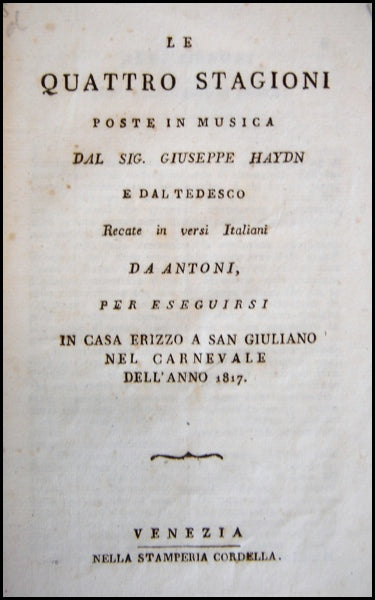 LE
QUATTRO STAGIONI
POSTE IN MUSICA
DAL SIG. GIUSEPPE HAYDN
E DAL TEDESCO
Recate in versi Italiani
DA ANTONI,
PER ESEGUIRSI
IN CASA ERIZZO A SAN GIULIANO
NEL CARNEVALE
DELL'ANNO 1817.
VENEZIA
NELLA STAMPERIA CORDELLA.